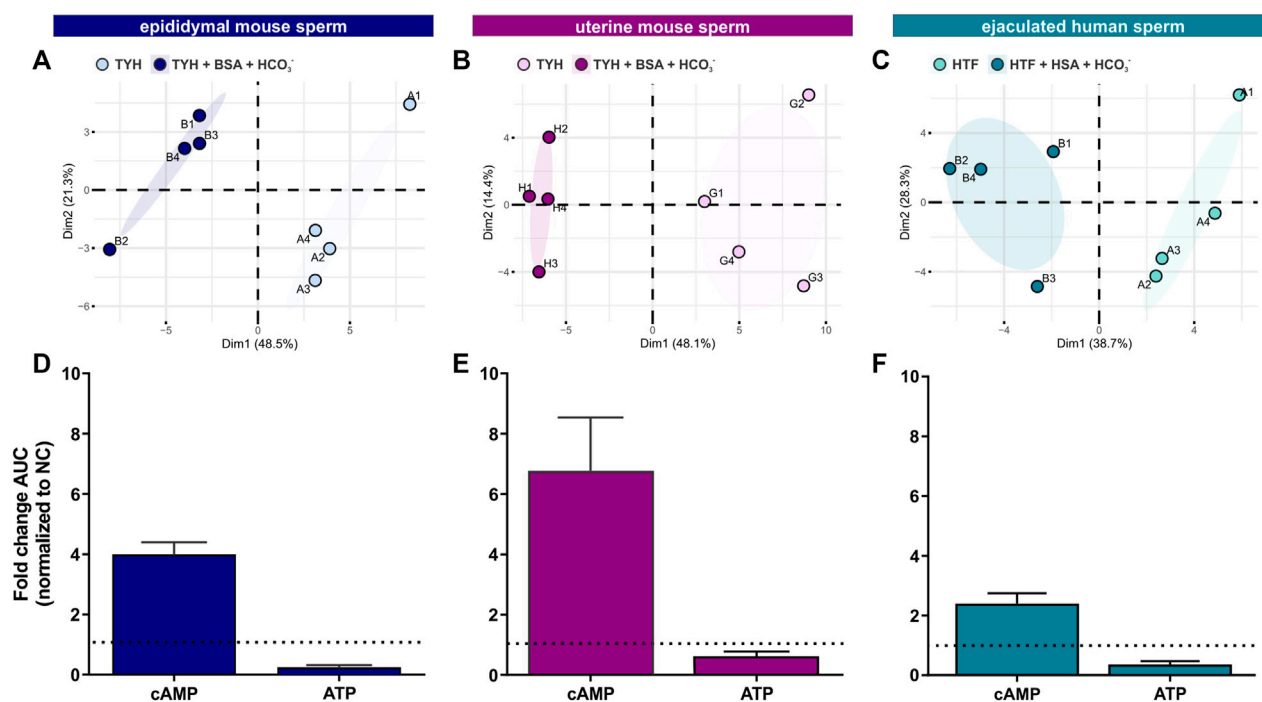 epididymal mouse sperm
uterine mouse sperm
ejaculated human sperm
A
TYH
TYH + BSA + HCO₃⁻
A1
B1
B3
B4
B2
A4
A2
A3
3
0
-3
-6
-5
0
5
Dim2 (21.3%)
Dim1 (48.5%)
B
TYH
TYH + BSA + HCO₃⁻
G2
H2
H1
H4
G1
G4
H3
G3
4
0
-4
-5
0
5
10
Dim2 (14.4%)
Dim1 (48.1%)
C
HTF
HTF + HSA + HCO₃⁻
A1
B1
B2
B4
A4
A3
A2
B3
4
0
-4
-4
0
4
Dim2 (28.3%)
Dim1 (38.7%)
D
Fold change AUC
(normalized to NC)
10
8
6
4
2
0
cAMP
ATP
E
10
8
6
4
2
0
cAMP
ATP
F
10
8
6
4
2
0
cAMP
ATP